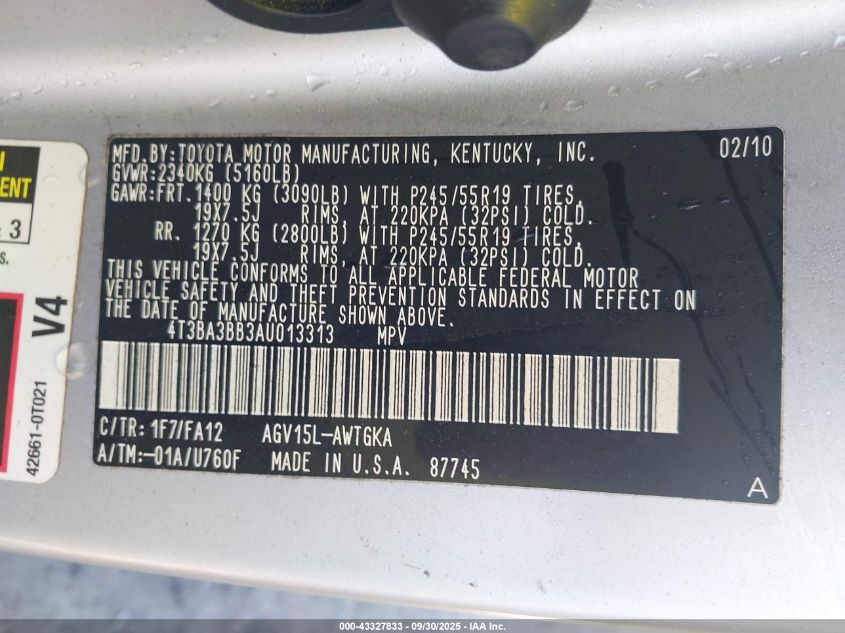 MFD.BY:TOYOTA MOTOR MANUFACTURING, KENTUCKY, INC. 02/10
GVWR:2340KG (5160LB)
GAWR:FRT.1400 KG (3090LB) WITH P245/55R19 TIRES,
19X7.5J RIMS, AT 220KPA (32PSI) COLD.
RR. 1270 KG (2800LB) WITH P245/55R19 TIRES,
19X7.5J RIMS, AT 220KPA (32PSI) COLD.
THIS VEHICLE CONFORMS TO ALL APPLICABLE FEDERAL MOTOR
VEHICLE SAFETY AND THEFT PREVENTION STANDARDS IN EFFECT ON
THE DATE OF MANUFACTURE SHOWN ABOVE.
4T3BA3BB3AU013313 MPV
C/TR: 1F7/FA12 AGV15L-AWTGKA
A/TM:-01A/U760F MADE IN U.S.A. 87745
A
3
S.
V4
42661-0T021
000-43327833 - 09/30/2025 - IAA Inc.